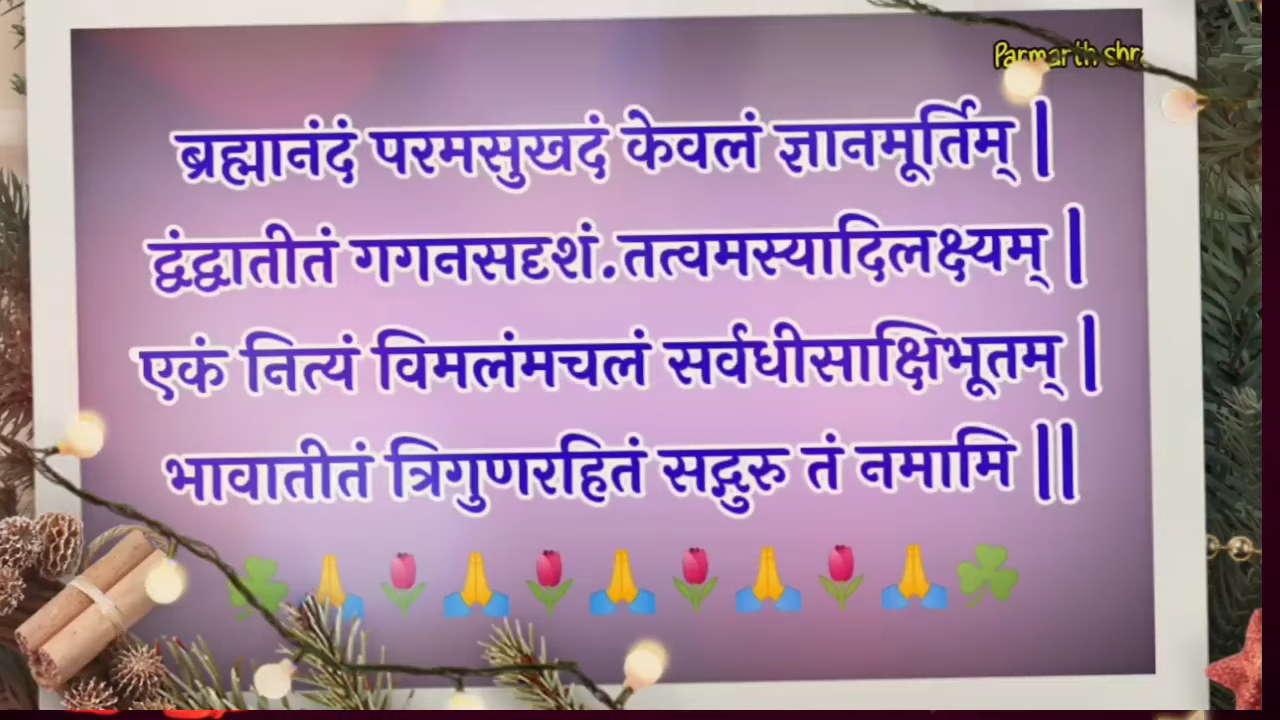 Parmarth
ब्रह्मानंदं परमसुखदं केवलं ज्ञानमूर्तिम् |
द्वंद्वातीतं गगनसदृशं.तत्वमस्यादिलक्ष्यम् |
एकं नित्यं विमलंमचलं सर्वधीसाक्षिभूतम् |
भावातीतं त्रिगुणरहितं सद्गुरु तं नमामि ||